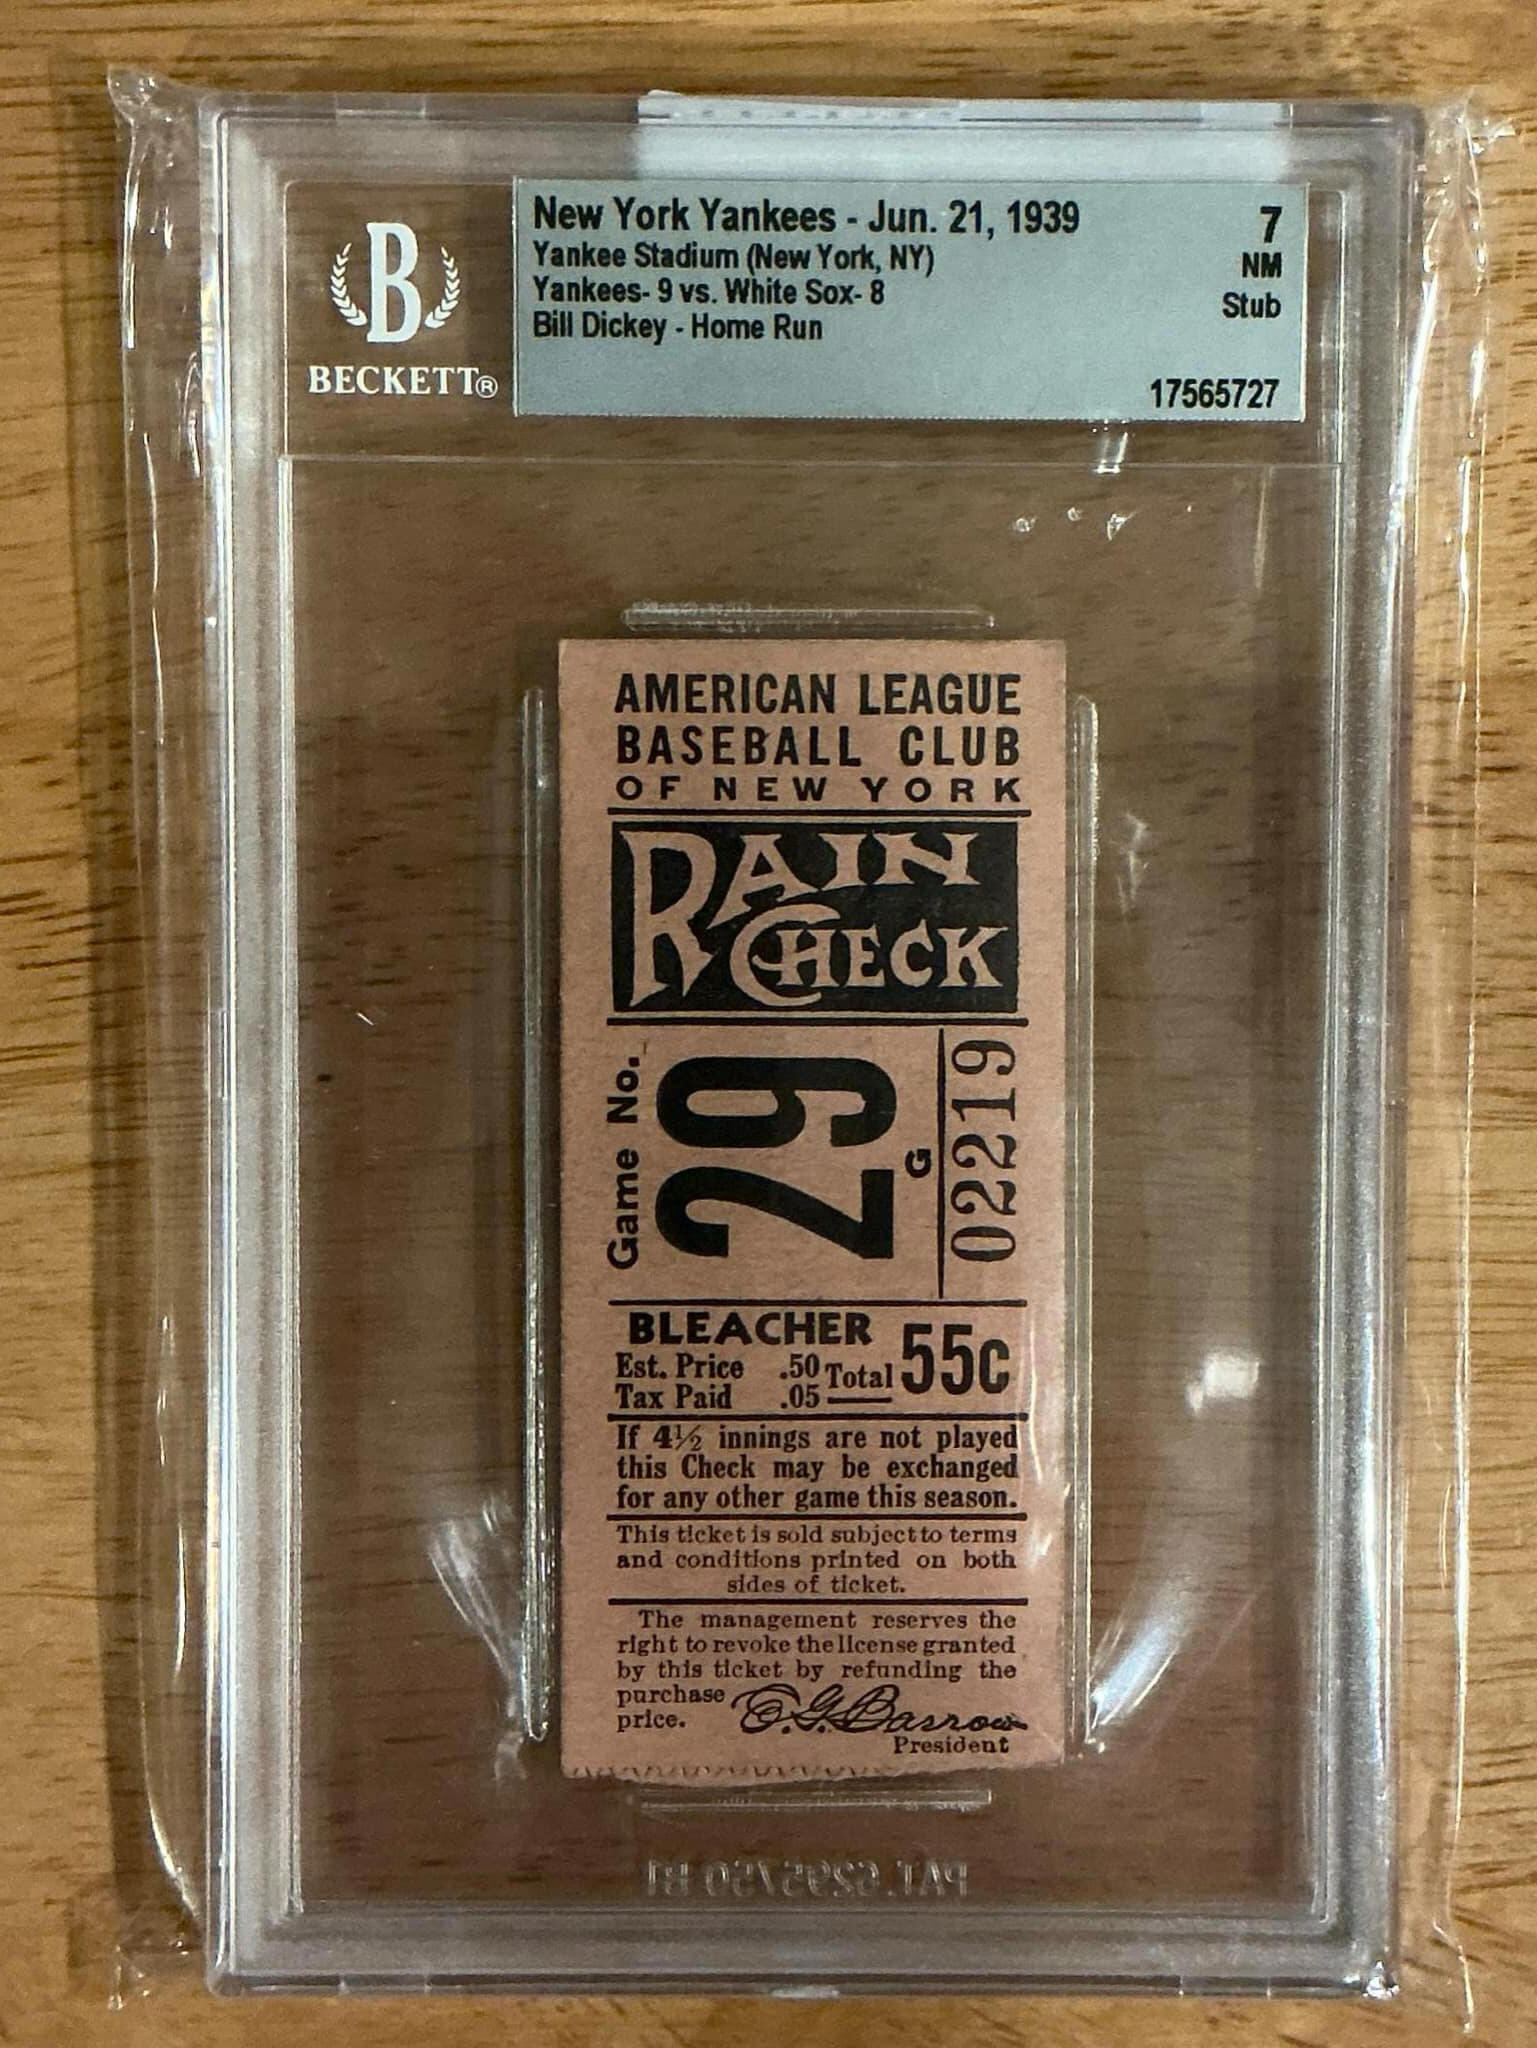 New York Yankees - Jun. 21, 1939
7
Yankee Stadium (New York, NY)
NM
Yankees- 9 vs. White Sox- 8
Stub
Bill Dickey - Home Run
17565727
B
BECKETT®
AMERICAN LEAGUE
BASEBALL CLUB
OF NEW YORK
RAIN
CHECK
Game No.
29
G
02219
BLEACHER
Est. Price .50
Tax Paid .05
Total
55c
If 4½ innings are not played
this Check may be exchanged
for any other game this season.
This ticket is sold subject to terms
and conditions printed on both
sides of ticket.
The management reserves the
right to revoke the license granted
by this ticket by refunding the
purchase
price.
E. G. Barrow
President
PAT. 6295750 B1